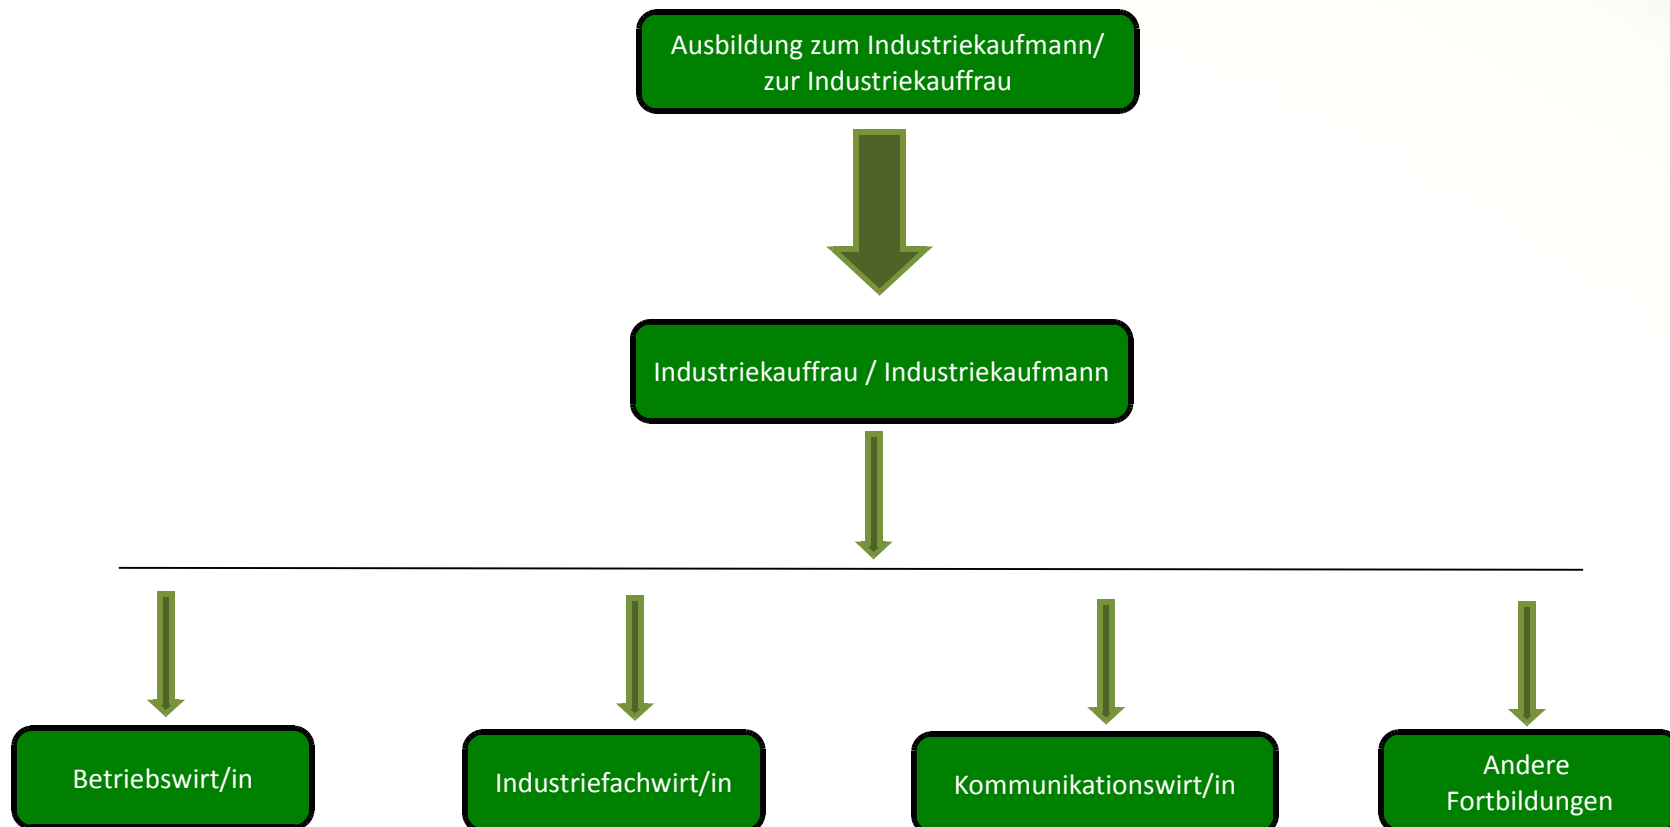 Ausbildung zum Industriekaufmann/
zur Industriekauffrau
Industriekauffrau / Industriekaufmann
Betriebswirt/in
Industriefachwirt/in
Kommunikationswirt/in
Andere
Fortbildungen